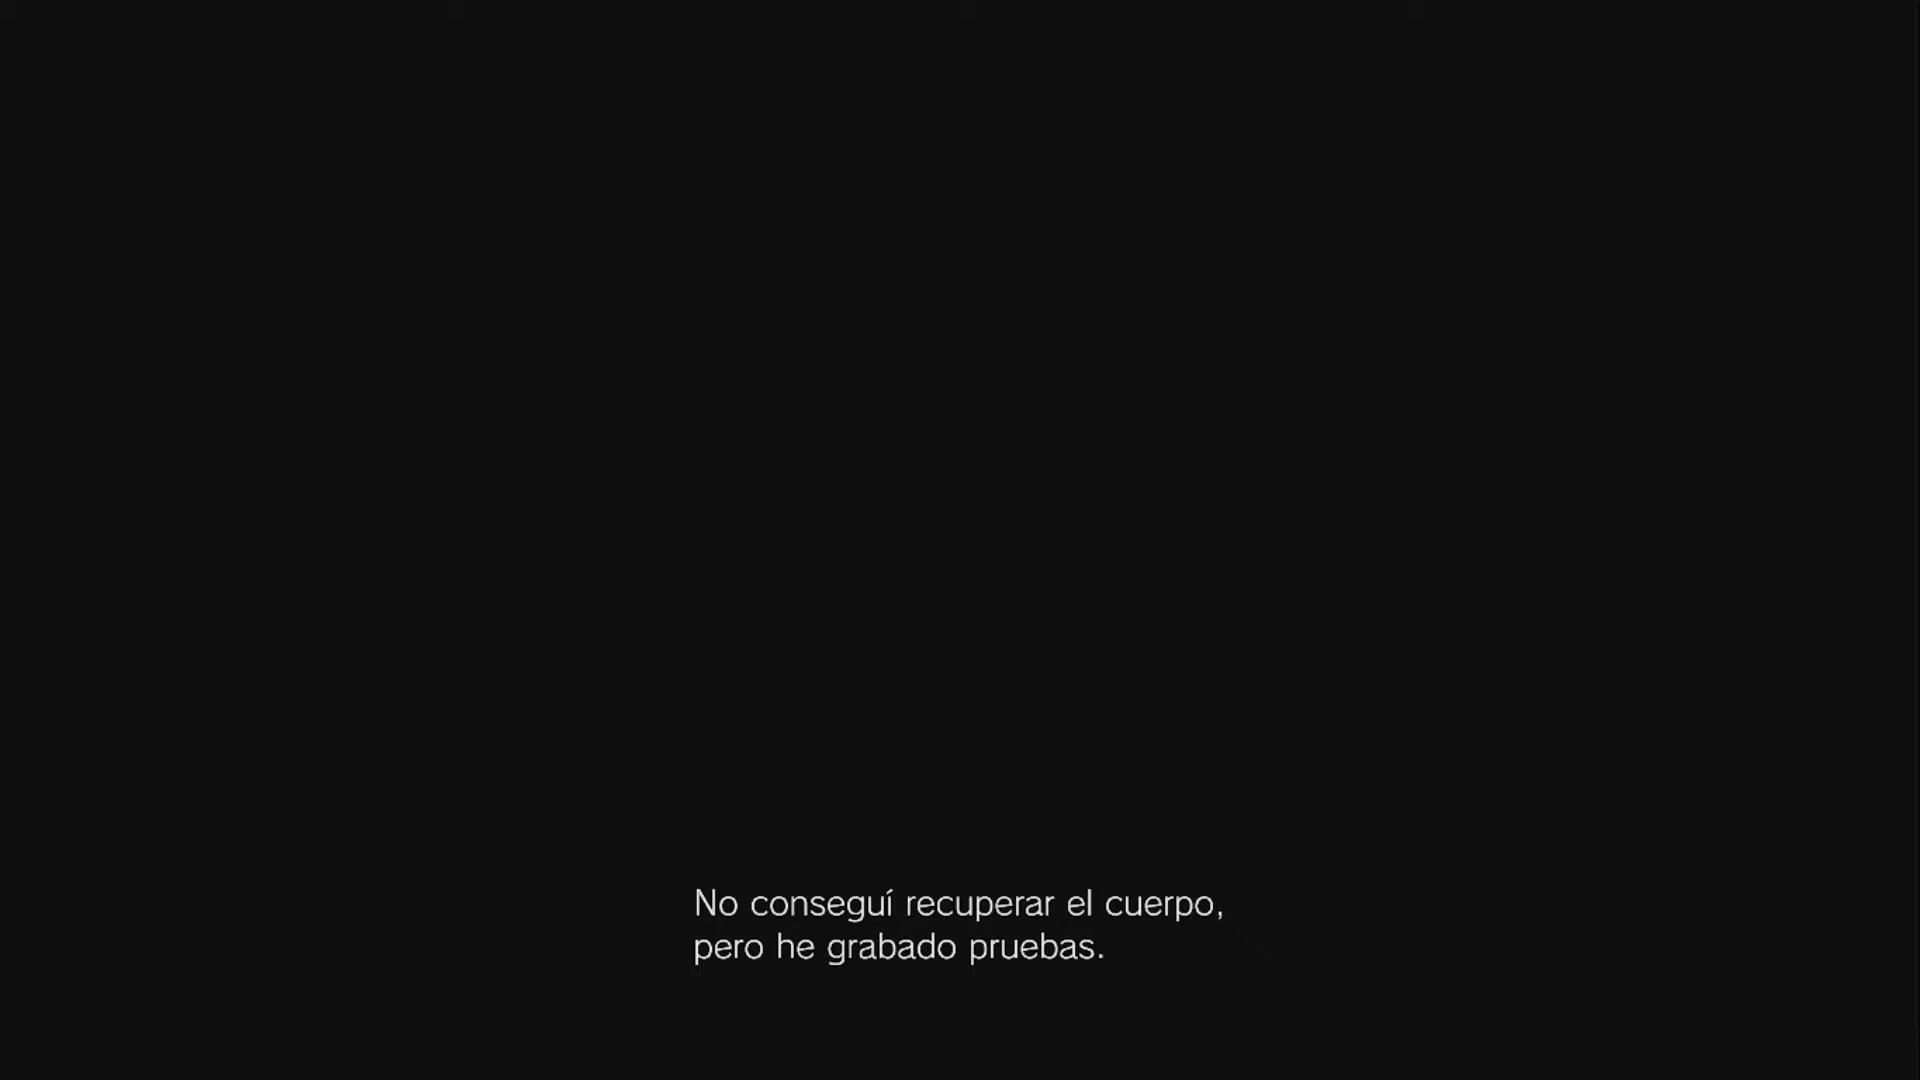 No conseguí recuperar el cuerpo,
pero he grabado pruebas.